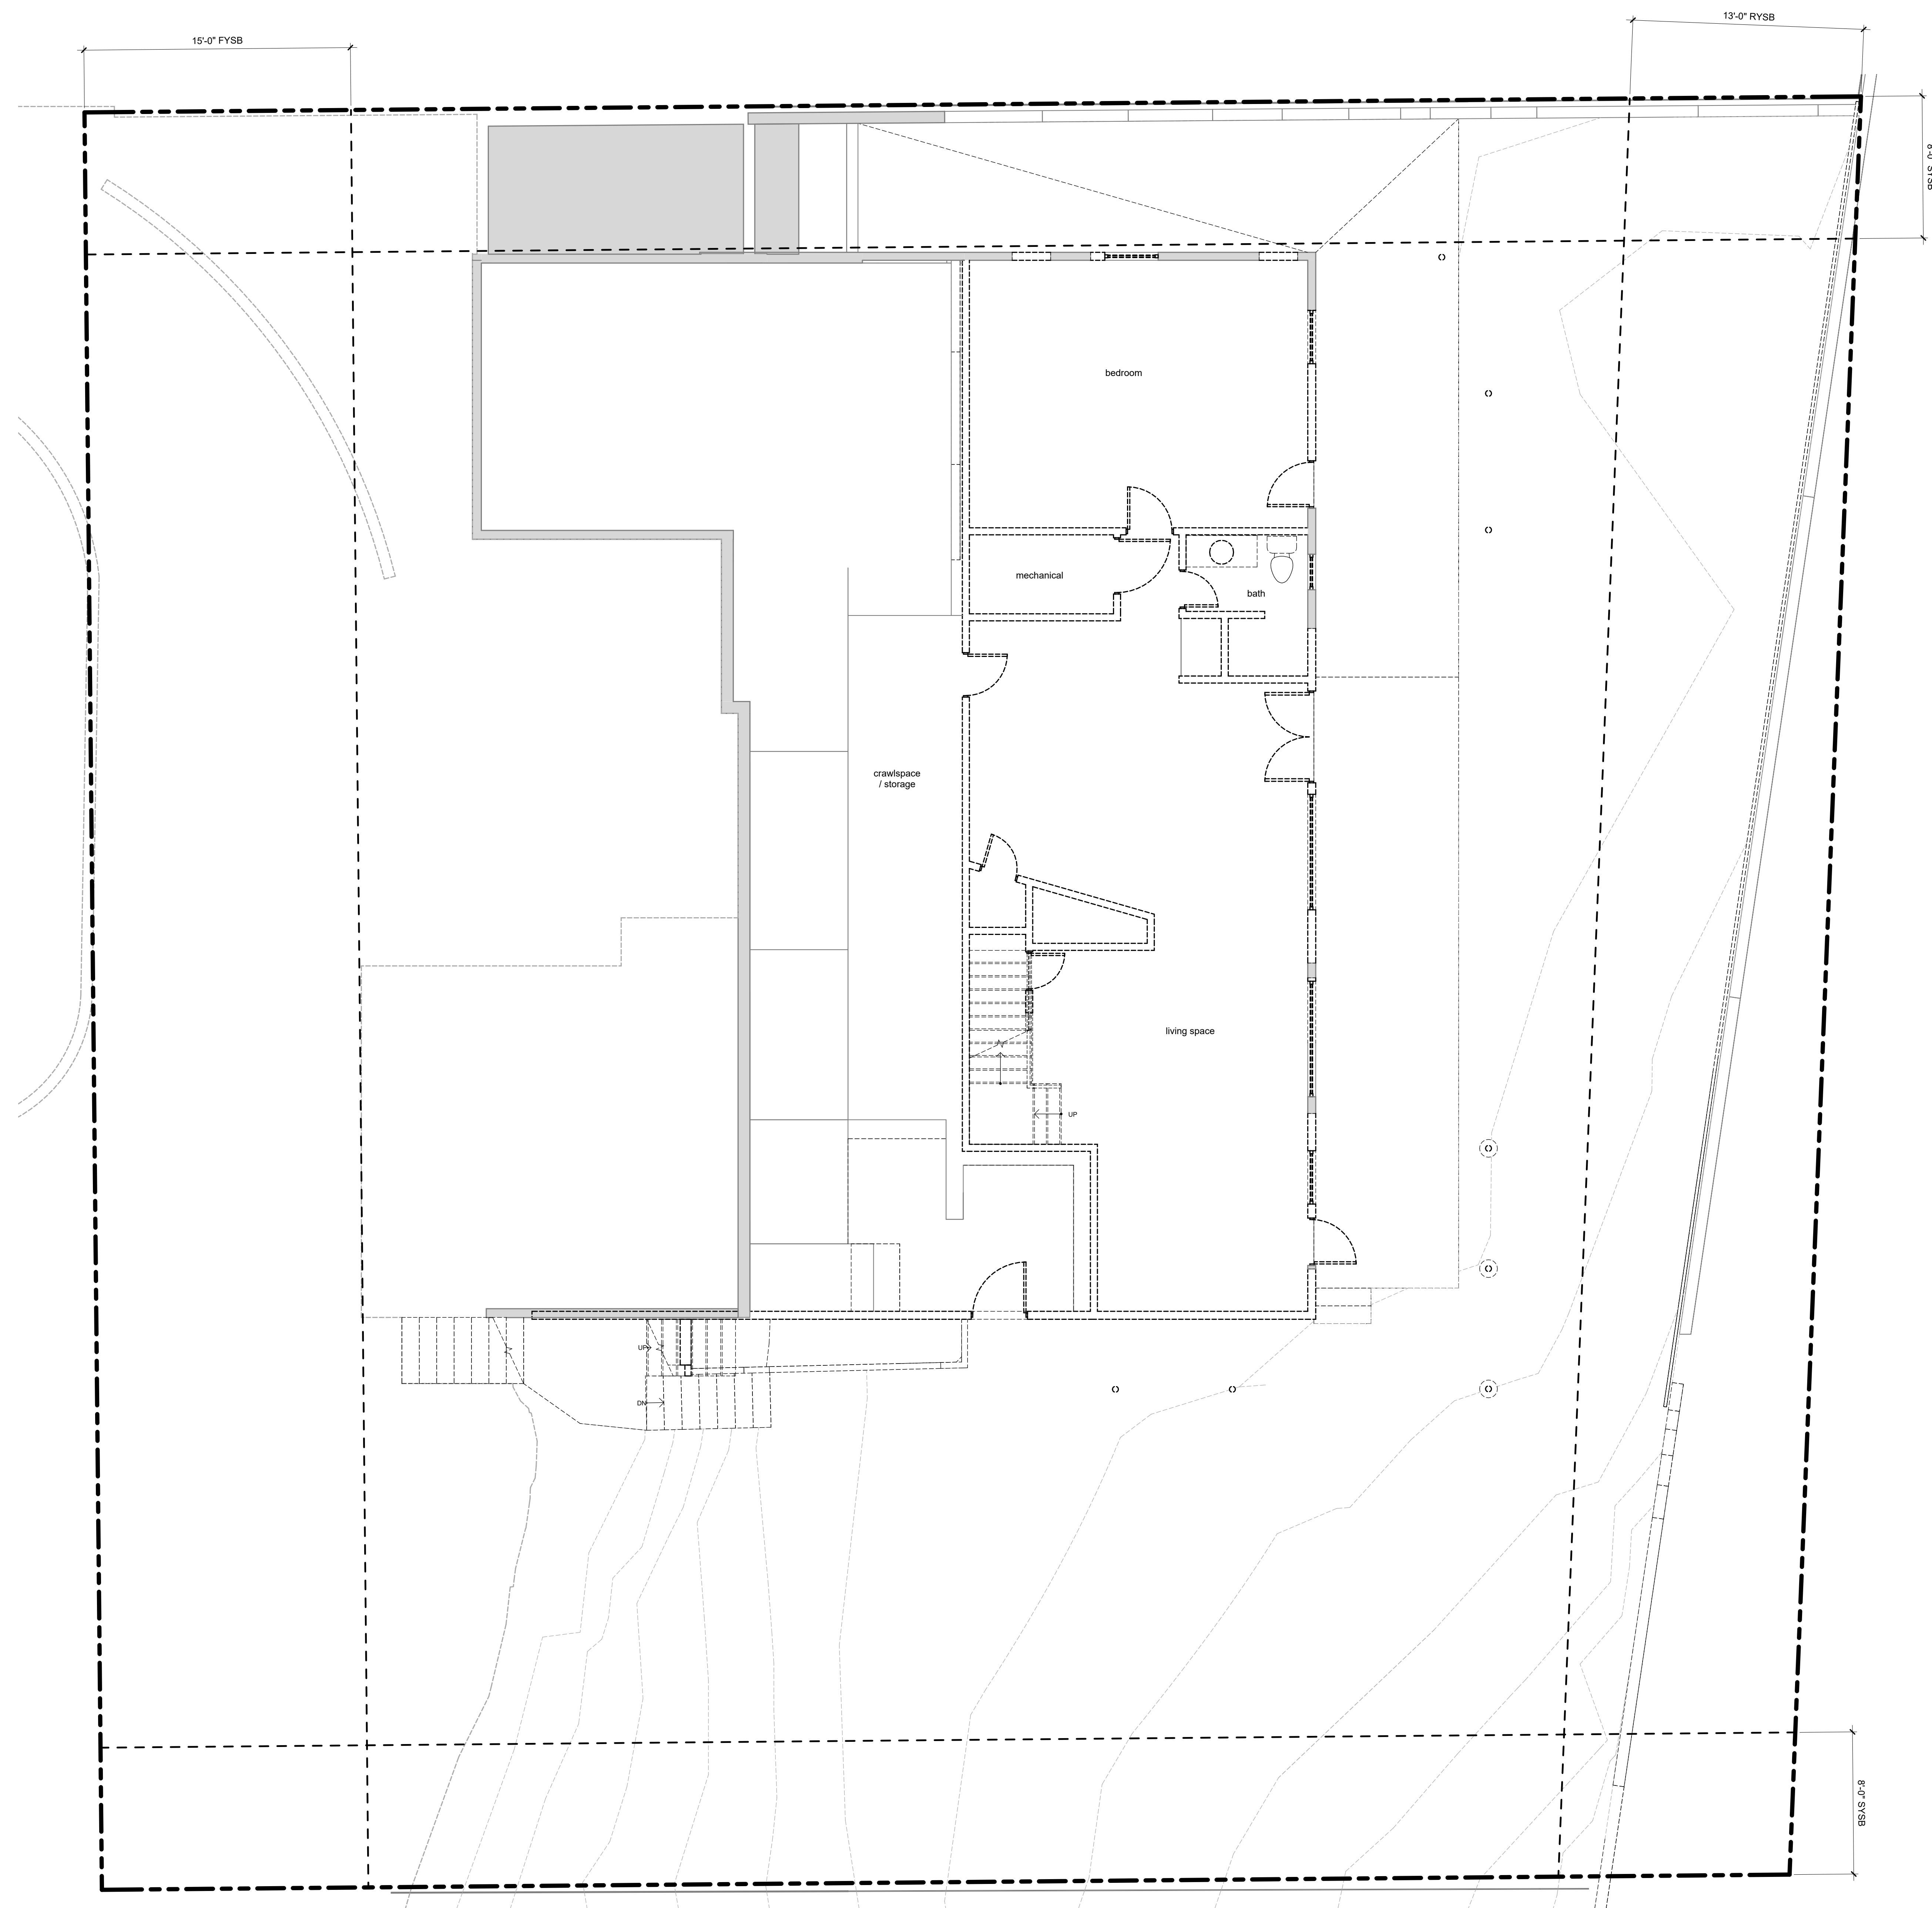 15'-0" FYSB
13'-0" RYSB
8'-0" SYSB
bedroom
mechanical
bath
crawlspace
/ storage
living space
UP
UP
DN
8'-0" SYSB